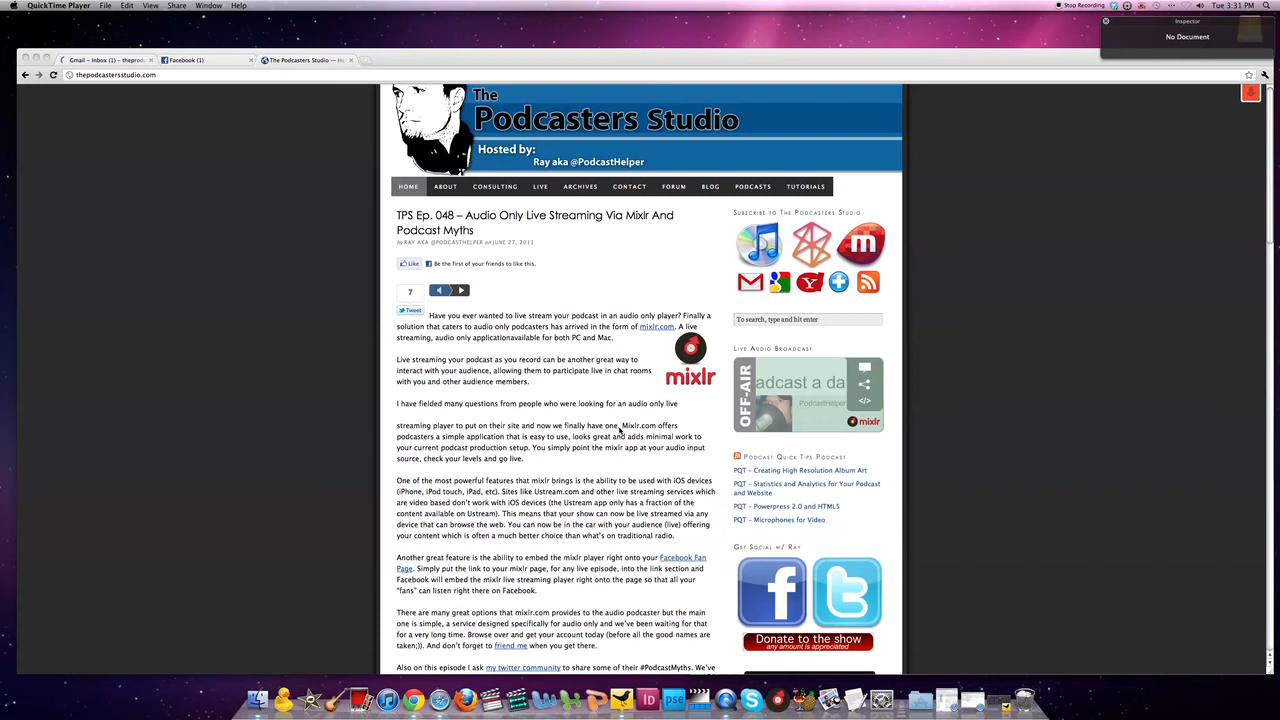 QuickTime Player File Edit View Share Window Help
Stop Recording
Tue 3:31 PM
Inspector
No Document
Gmail – Inbox (1) – theprodu
Facebook (1)
The Podcasters Studio — H
thepodcastersstudio.com
The
Podcasters Studio
Hosted by:
Ray aka @PodcastHelper
HOME ABOUT CONSULTING LIVE ARCHIVES CONTACT FORUM BLOG PODCASTS TUTORIALS
TPS Ep. 048 – Audio Only Live Streaming Via Mixlr And
Podcast Myths
by RAY AKA @PODCASTHELPER on JUNE 27, 2011
Like
Be the first of your friends to like this.
7
Tweet
Have you ever wanted to live stream your podcast in an audio only player? Finally a
solution that caters to audio only podcasters has arrived in the form of mixlr.com. A live
streaming, audio only applicationavailable for both PC and Mac.
mixlr
Live streaming your podcast as you record can be another great way to
interact with your audience, allowing them to participate live in chat rooms
with you and other audience members.
I have fielded many questions from people who were looking for an audio only live
streaming player to put on their site and now we finally have one. Mixlr.com offers
podcasters a simple application that is easy to use, looks great and adds minimal work to
your current podcast production setup. You simply point the mixlr app at your audio input
source, check your levels and go live.
One of the most powerful features that mixlr brings is the ability to be used with iOS devices
(iPhone, iPod touch, iPad, etc). Sites like Ustream.com and other live streaming services which
are video based don't work with iOS devices (the Ustream app only has a fraction of the
content available on Ustream). This means that your show can now be live streamed via any
device that can browse the web. You can now be in the car with your audience (live) offering
your content which is often a much better choice than what's on traditional radio.
Another great feature is the ability to embed the mixlr player right onto your Facebook Fan
Page. Simply put the link to your mixlr page, for any live episode, into the link section and
Facebook will embed the mixlr live streaming player right onto the page so that all your
"fans" can listen right there on Facebook.
There are many great options that mixlr.com provides to the audio podcaster but the main
one is simple, a service designed specifically for audio only and we've been waiting for that
for a very long time. Browse over and get your account today (before all the good names are
taken;)). And don't forget to friend me when you get there.
Also on this episode I ask my twitter community to share some of their #PodcastMyths. We've
Subscribe to The Podcasters Studio
To search, type and hit enter
Live Audio Broadcast
OFF-AIR
adcast a da
PodcastHelper
mixlr
Podcast Quick Tips Podcast
PQT – Creating High Resolution Album Art
PQT – Statistics and Analytics for Your Podcast
and Website
PQT – Powerpress 2.0 and HTML5
PQT – Microphones for Video
Get Social w/ Ray
Donate to the show
any amount is appreciated